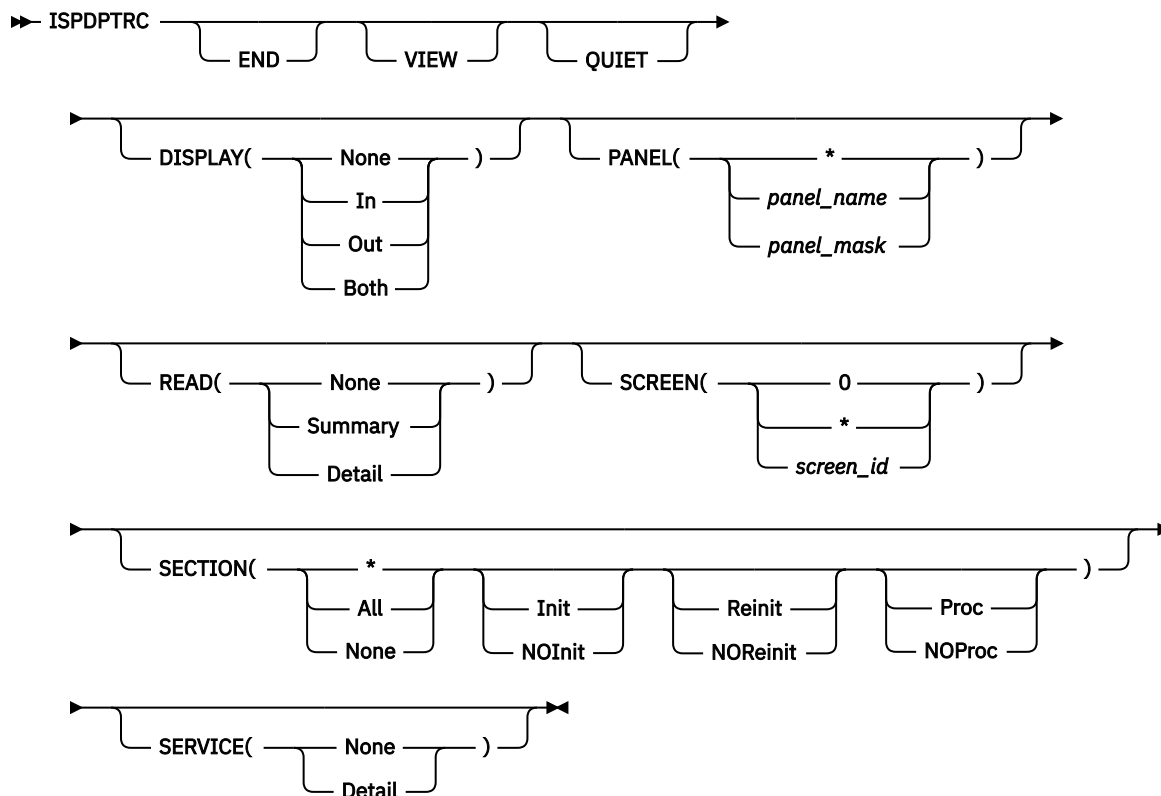 ISPDPTRC
END VIEW QUIET
DISPLAY( None ) PANEL( * )
In panel_name
Out panel_mask
Both
READ( None ) SCREEN( 0 )
Summary *
Detail screen_id
SECTION( * )
All Init Reinit Proc
None NOInit NOReinit NOProc
SERVICE( None )
Detail